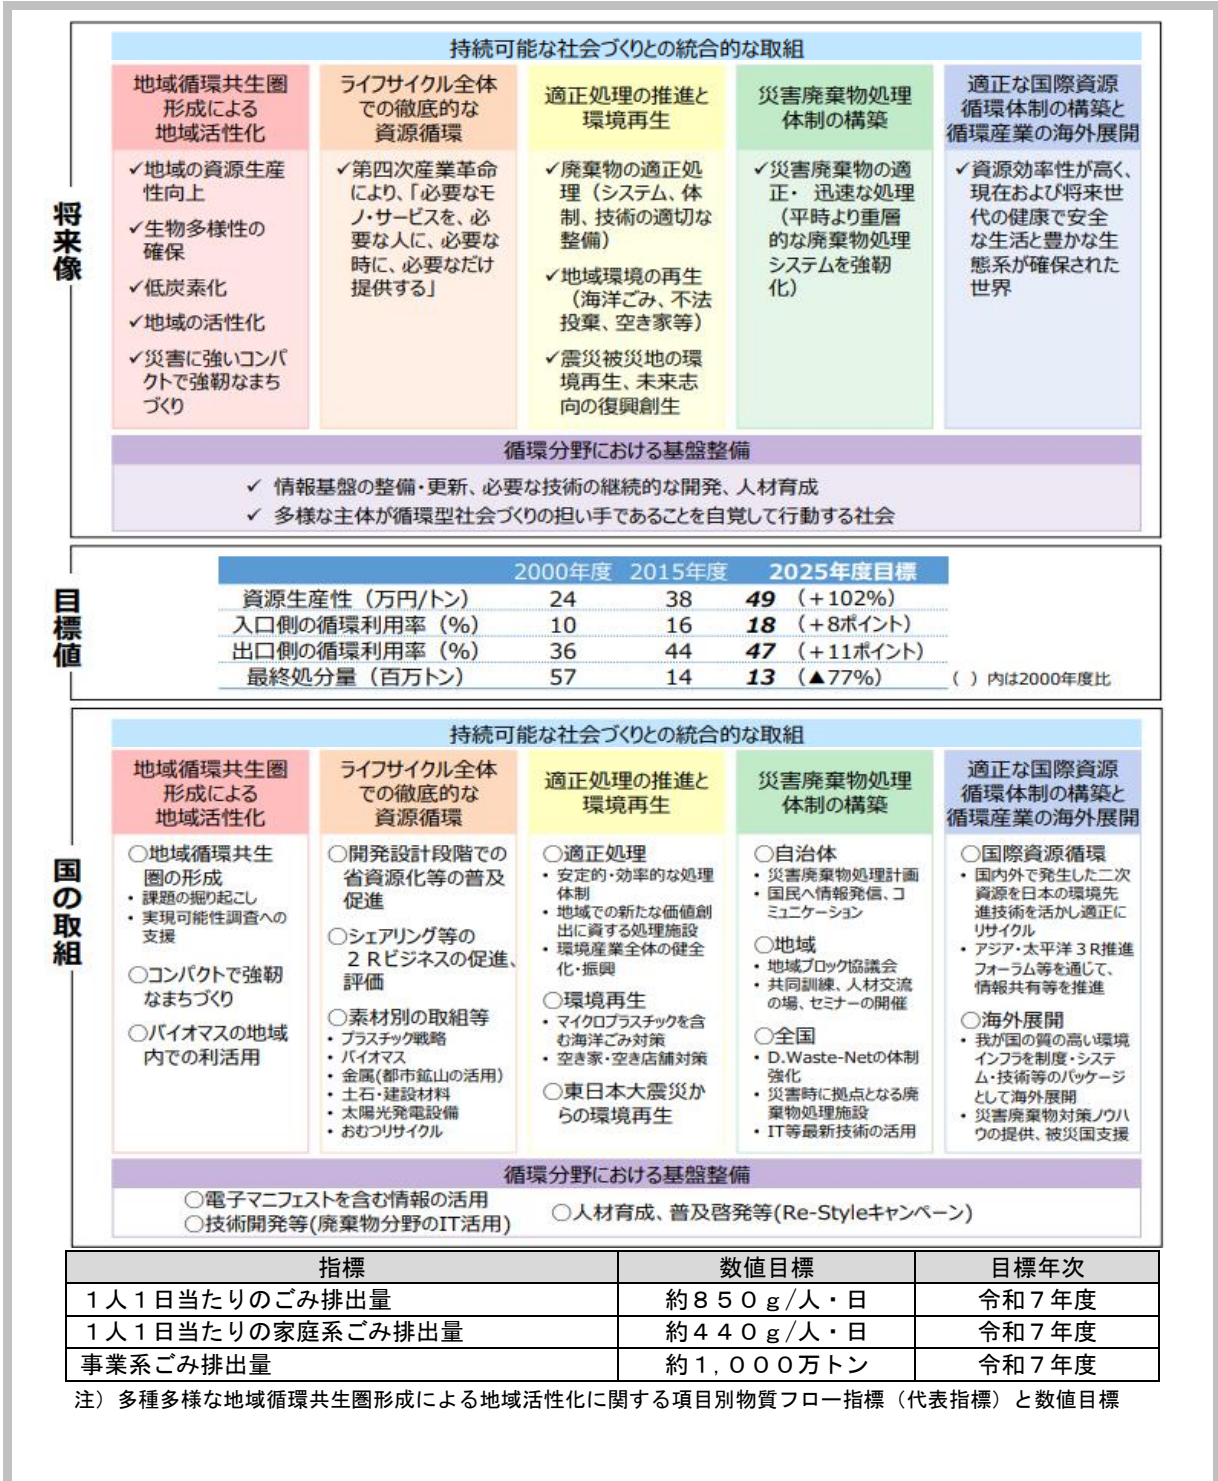 持続可能な社会づくりとの統合的な取組
地域循環共生圏
形成による
地域活性化
ライフサイクル全体
での徹底的な
資源循環
適正処理の推進と
環境再生
災害廃棄物処理
体制の構築
適正な国際資源
循環体制の構築と
循環産業の海外展開
将来像
✓地域の資源生産
性向上
✓生物多様性の
確保
✓低炭素化
✓地域の活性化
✓災害に強いコンパ
クトで強靭なまち
づくり
✓第四次産業革命
により、「必要なモ
ノ・サービスを、必
要な人に、必要な
時に、必要なだけ
提供する」
✓廃棄物の適正処
理（システム、体
制、技術の適切な
整備）
✓地域環境の再生
（海洋ごみ、不法
投棄、空き家等）
✓震災被災地の環
境再生、未来志
向の復興創生
✓災害廃棄物の適
正・ 迅速な処理
（平時より重層
的な廃棄物処理
システムを強靭
化）
✓資源効率性が高く、
現在および将来世
代の健康で安全
な生活と豊かな生
態系が確保された
世界
循環分野における基盤整備
✓ 情報基盤の整備・更新、必要な技術の継続的な開発、人材育成
✓ 多様な主体が循環型社会づくりの担い手であることを自覚して行動する社会
目標値
2000年度 2015年度 2025年度目標
資源生産性（万円/トン） 24 38 49 （＋102%）
入口側の循環利用率（%） 10 16 18 （＋8ポイント）
出口側の循環利用率（%） 36 44 47 （＋11ポイント）
最終処分量（百万トン） 57 14 13 （▲77%）
（ ）内は2000年度比
国の取組
持続可能な社会づくりとの統合的な取組
地域循環共生圏
形成による
地域活性化
ライフサイクル全体
での徹底的な
資源循環
適正処理の推進と
環境再生
災害廃棄物処理
体制の構築
適正な国際資源
循環体制の構築と
循環産業の海外展開
○地域循環共生
圏の形成
・課題の掘り起こし
・実現可能性調査への
支援
○コンパクトで強靭
なまちづくり
○バイオマスの地域
内での利活用
○開発設計段階での
省資源化等の普及
促進
○シェアリング等の
２Ｒビジネスの促進、
評価
○素材別の取組等
・プラスチック戦略
・バイオマス
・金属(都市鉱山の活用)
・土石・建設材料
・太陽光発電設備
・おむつリサイクル
○適正処理
・安定的・効率的な処理
体制
・地域での新たな価値創
出に資する処理施設
・環境産業全体の健全
化・振興
○環境再生
・マイクロプラスチックを含
む海洋ごみ対策
・空き家・空き店舗対策
○東日本大震災か
らの環境再生
○自治体
・災害廃棄物処理計画
・国民へ情報発信、コ
ミュニケーション
○地域
・地域ブロック協議会
・共同訓練、人材交流
の場、セミナーの開催
○全国
・D.Waste-Netの体制
強化
・災害時に拠点となる廃
棄物処理施設
・IT等最新技術の活用
○国際資源循環
・国内外で発生した二次
資源を日本の環境先
進技術を活かし適正に
リサイクル
・アジア・太平洋３Ｒ推進
フォーラム等を通じて、
情報共有等を推進
○海外展開
・我が国の質の高い環境
インフラを制度・システ
ム・技術等のパッケージ
として海外展開
・災害廃棄物対策ノウハ
ウの提供、被災国支援
循環分野における基盤整備
○電子マニフェストを含む情報の活用
○技術開発等(廃棄物分野のIT活用)
○人材育成、普及啓発等(Re-Styleキャンペーン)
指標 数値目標 目標年次
１人１日当たりのごみ排出量 約８５０ｇ/人・日 令和７年度
１人１日当たりの家庭系ごみ排出量 約４４０ｇ/人・日 令和７年度
事業系ごみ排出量 約１,０００万トン 令和７年度
注）多種多様な地域循環共生圏形成による地域活性化に関する項目別物質フロー指標（代表指標）と数値目標